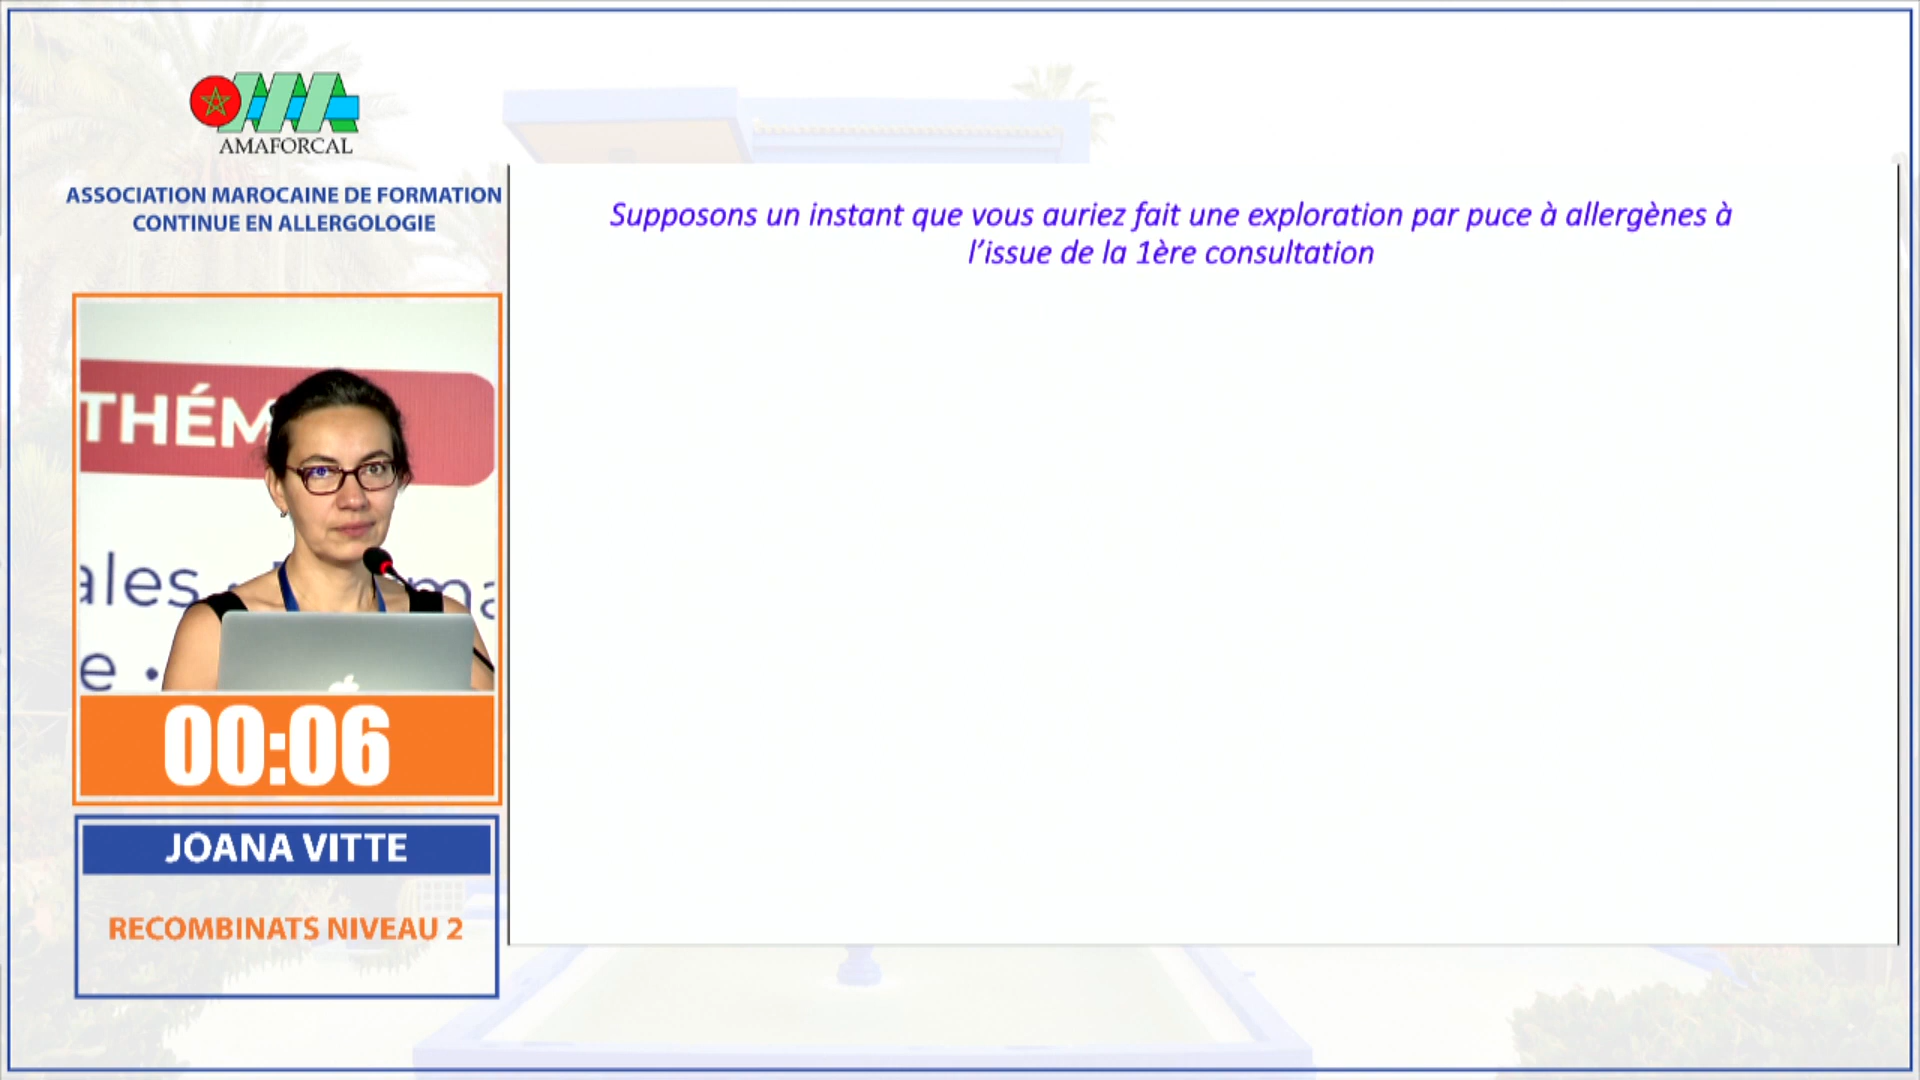 AMAFORCAL
ASSOCIATION MAROCAINE DE FORMATION
CONTINUE EN ALLERGOLOGIE
Supposons un instant que vous auriez fait une exploration par puce à allergènes à
l’issue de la 1ère consultation
THÉM
ales
e •
00:06
JOANA VITTE
RECOMBINATS NIVEAU 2